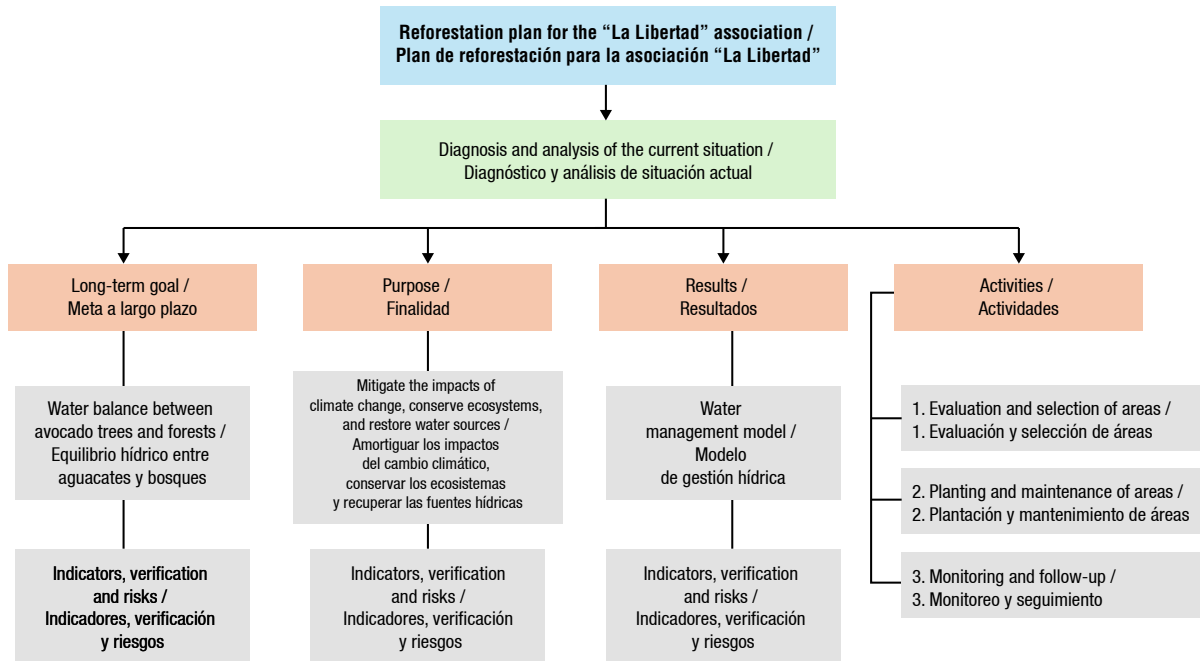 Reforestation plan for the “La Libertad” association /
Plan de reforestación para la asociación “La Libertad”
Diagnosis and analysis of the current situation /
Diagnóstico y análisis de situación actual
Long-term goal /
Meta a largo plazo
Water balance between
avocado trees and forests /
Equilibrio hídrico entre
aguacates y bosques
Indicators, verification
and risks /
Indicadores, verificación
y riesgos
Purpose /
Finalidad
Mitigate the impacts of
climate change, conserve ecosystems,
and restore water sources /
Amortiguar los impactos
del cambio climático,
conservar los ecosistemas
y recuperar las fuentes hídricas
Indicators, verification
and risks /
Indicadores, verificación
y riesgos
Results /
Resultados
Water
management model /
Modelo
de gestión hídrica
Indicators, verification
and risks /
Indicadores, verificación
y riesgos
Activities /
Actividades
1. Evaluation and selection of areas /
1. Evaluación y selección de áreas
2. Planting and maintenance of areas /
2. Plantación y mantenimiento de áreas
3. Monitoring and follow-up /
3. Monitoreo y seguimiento